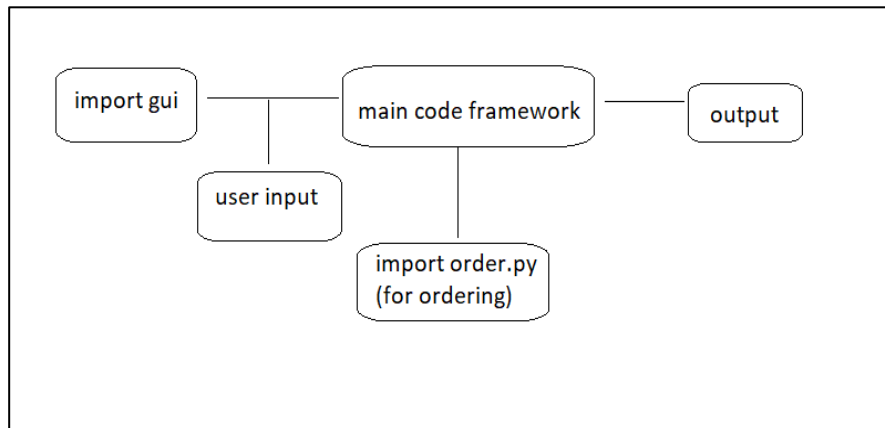 import gui
main code framework
output
user input
import order.py
(for ordering)